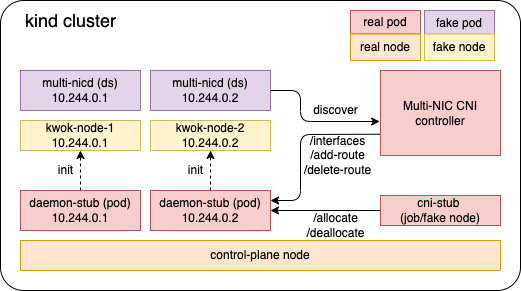 kind cluster
real pod
fake pod
real node
fake node
multi-nicd (ds)
10.244.0.1
multi-nicd (ds)
10.244.0.2
discover
Multi-NIC CNI
controller
kwok-node-1
10.244.0.1
kwok-node-2
10.244.0.2
/interfaces
/add-route
/delete-route
init
init
daemon-stub (pod)
10.244.0.1
daemon-stub (pod)
10.244.0.2
/allocate
/deallocate
cni-stub
(job/fake node)
control-plane node